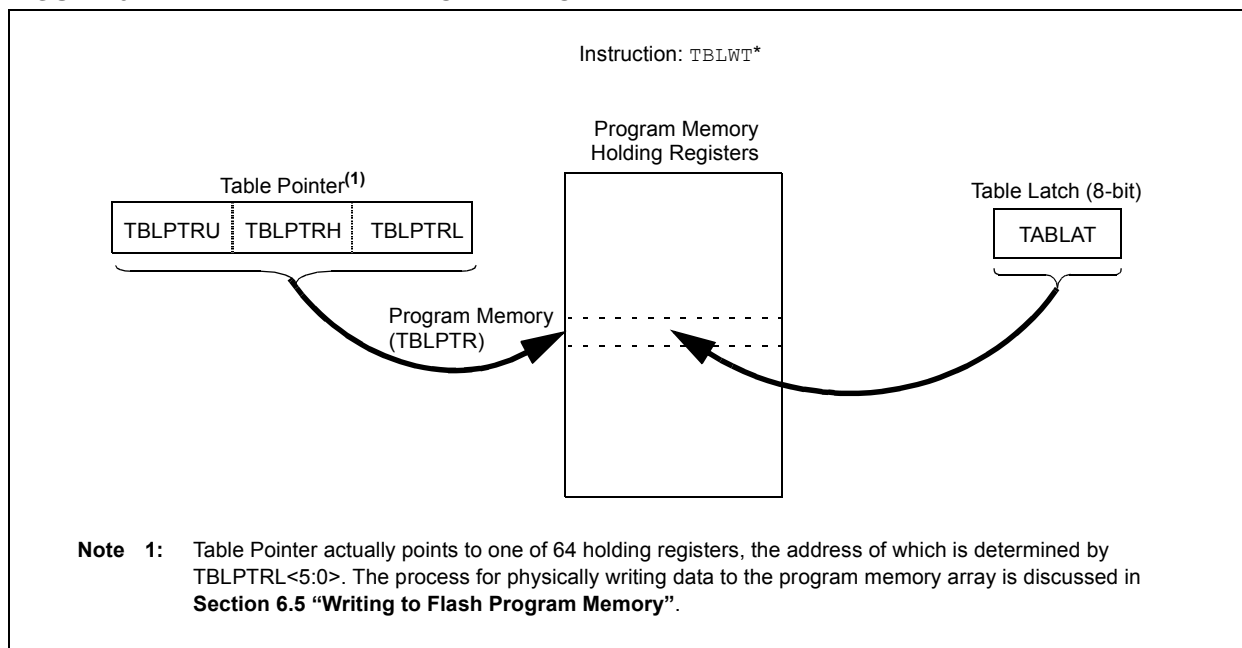 Instruction: TBLWT*
Program Memory
Holding Registers
Table Pointer(1)
Table Latch (8-bit)
TBLPTRU TBLPTRH TBLPTRL
TABLAT
Program Memory
(TBLPTR)
Note 1: Table Pointer actually points to one of 64 holding registers, the address of which is determined by
TBLPTRL<5:0>. The process for physically writing data to the program memory array is discussed in
Section 6.5 “Writing to Flash Program Memory”.